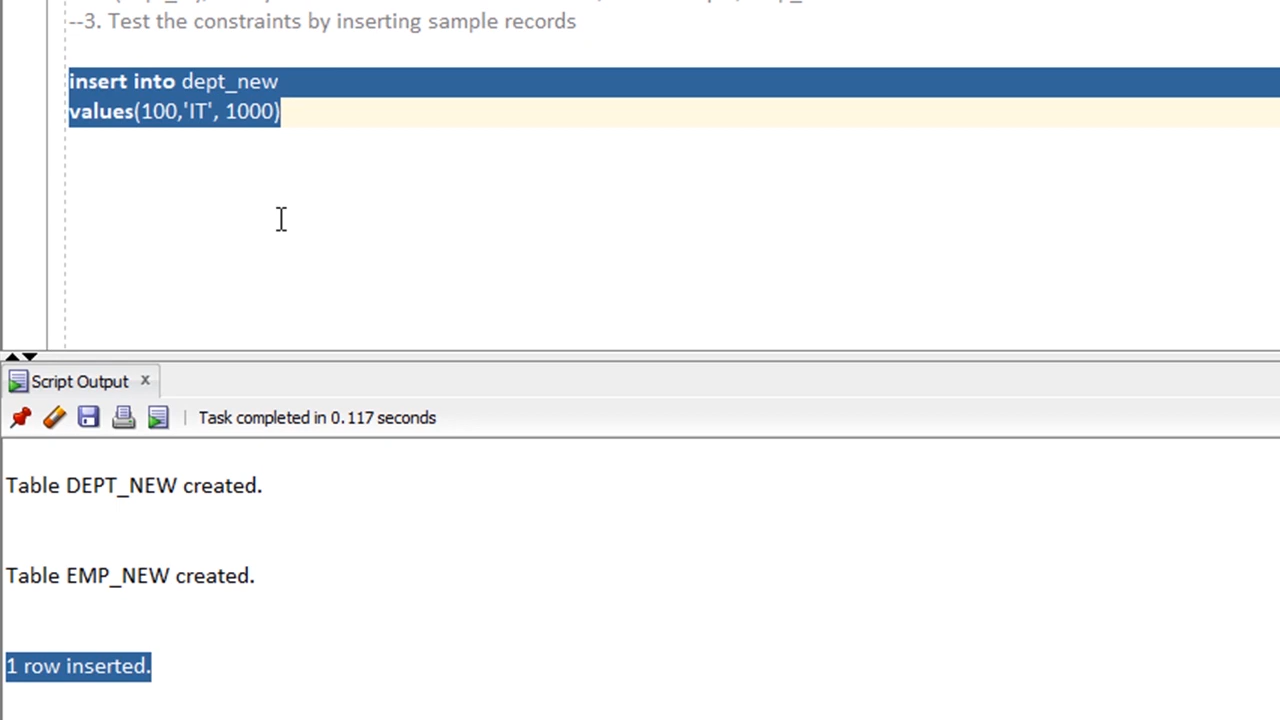 --3. Test the constraints by inserting sample records
insert into dept_new
values(100,'IT', 1000)
Script Output x
Task completed in 0.117 seconds
Table DEPT_NEW created.
Table EMP_NEW created.
1 row inserted.